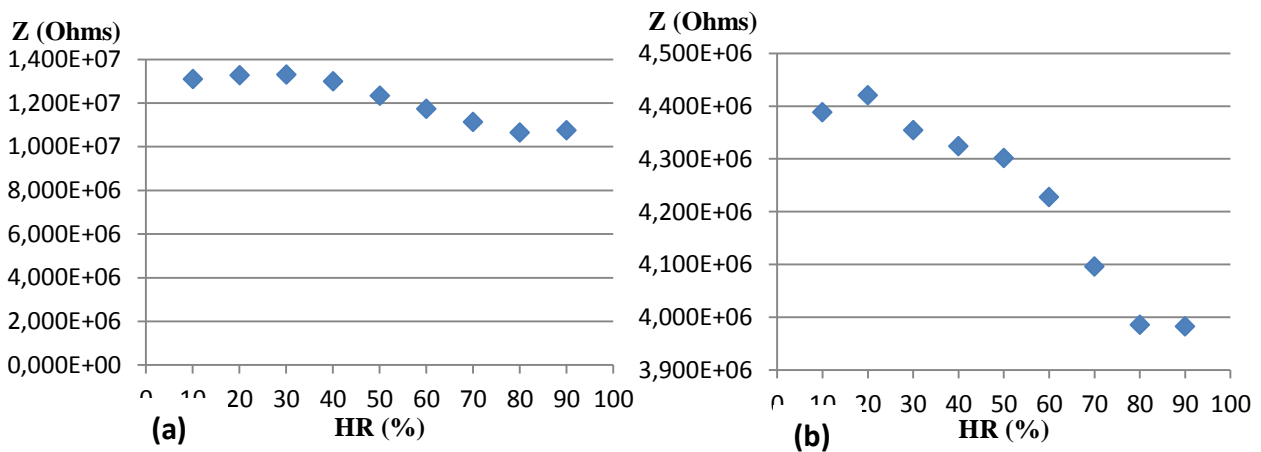 Z (Ohms)
1,400E+07
1,200E+07
1,000E+07
8,000E+06
6,000E+06
4,000E+06
2,000E+06
0,000E+00
0 10 20 30 40 50 60 70 80 90 100
(a)
HR (%)
Z (Ohms)
4,500E+06
4,400E+06
4,300E+06
4,200E+06
4,100E+06
4,000E+06
3,900E+06
0 10 20 30 40 50 60 70 80 90 100
(b)
HR (%)